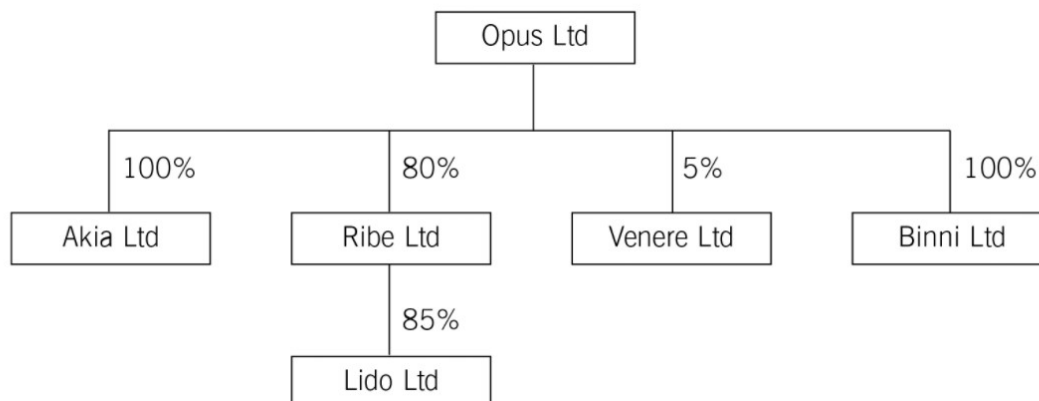 Opus Ltd
100% 80% 5% 100%
Akia Ltd Ribe Ltd Venere Ltd Binni Ltd
85%
Lido Ltd